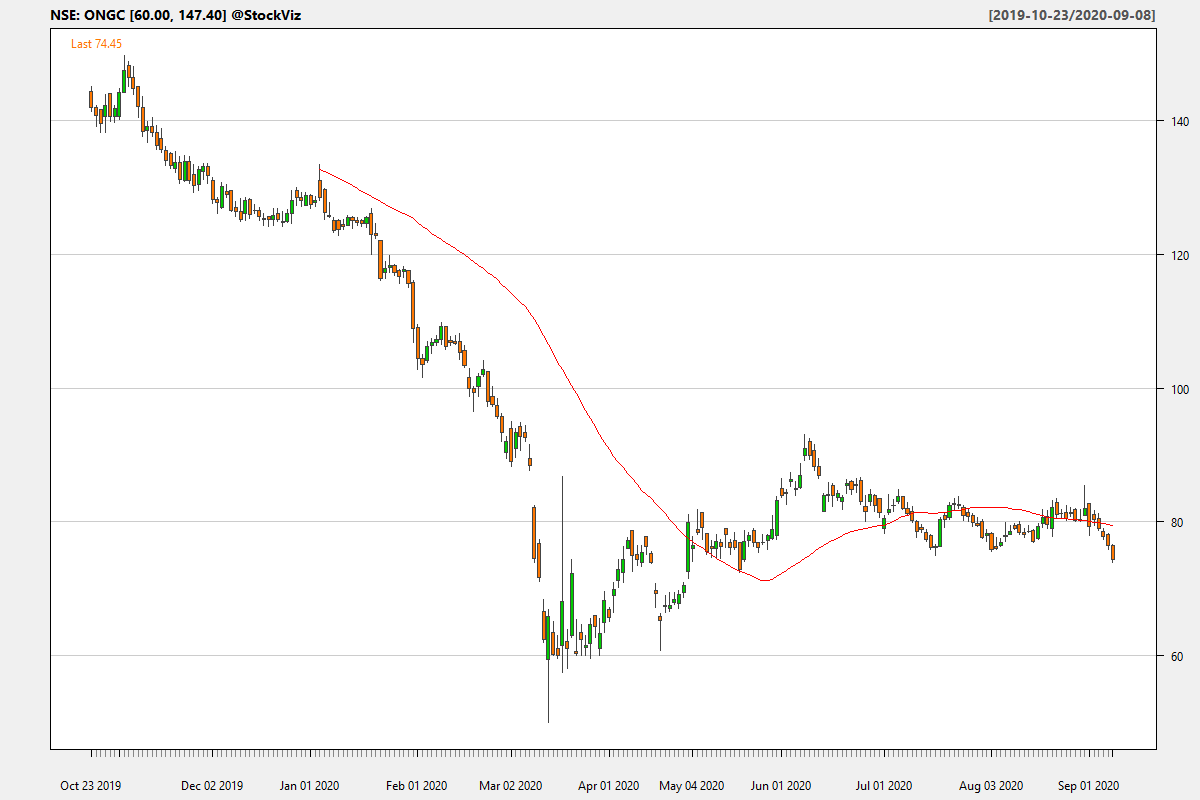 NSE: ONGC [60.00, 147.40] @StockViz [2019-10-23/2020-09-08]
Last 74.45
140
120
100
80
60
Oct 23 2019 Dec 02 2019 Jan 01 2020 Feb 01 2020 Mar 02 2020 Apr 01 2020 May 04 2020 Jun 01 2020 Jul 01 2020 Aug 03 2020 Sep 01 2020